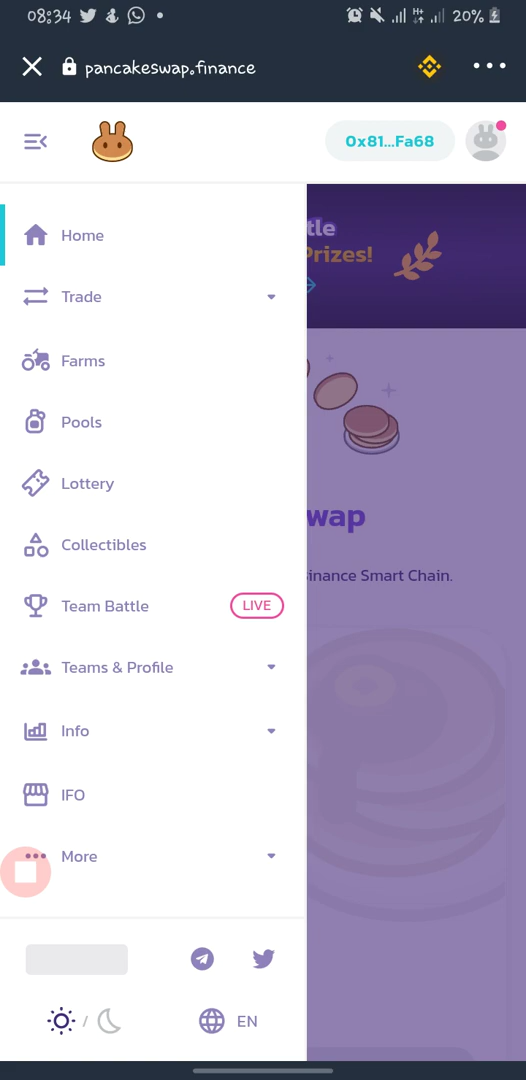 08:34
20%
pancakeswap.finance
0x81...Fa68
Home
tle
Trade
Prizes!
Farms
Pools
Lottery
wap
Collectibles
inance Smart Chain.
Team Battle LIVE
Teams & Profile
Info
IFO
More
EN